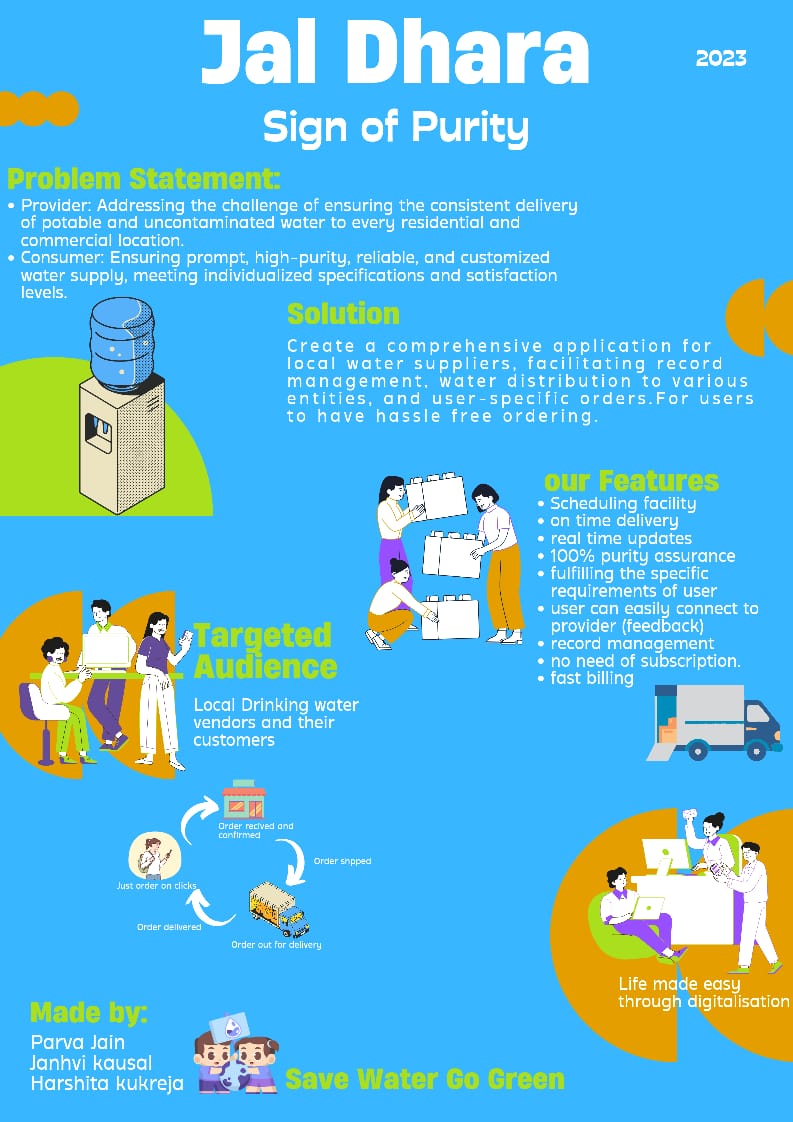 Jal Dhara
2023
Sign of Purity
Problem Statement:
• Provider: Addressing the challenge of ensuring the consistent delivery
of potable and uncontaminated water to every residential and
commercial location.
• Consumer: Ensuring prompt, high-purity, reliable, and customized
water supply, meeting individualized specifications and satisfaction
levels.
Solution
Create a comprehensive application for
local water suppliers, facilitating record
management, water distribution to various
entities, and user-specific orders.For users
to have hassle free ordering.
our Features
• Scheduling facility
• on time delivery
• real time updates
• 100% purity assurance
• fulfilling the specific
requirements of user
• user can easily connect to
provider (feedback)
• record management
• no need of subscription.
• fast billing
Targeted
Audience
Local Drinking water
vendors and their
customers
Order rec'ved and
confirmed
Order shpped
Just order on clicks
Order delivered
Order out for delivery
Life made easy
through digitalisation
Made by:
Parva Jain
Janhvi kausal
Harshita kukreja
Save Water Go Green